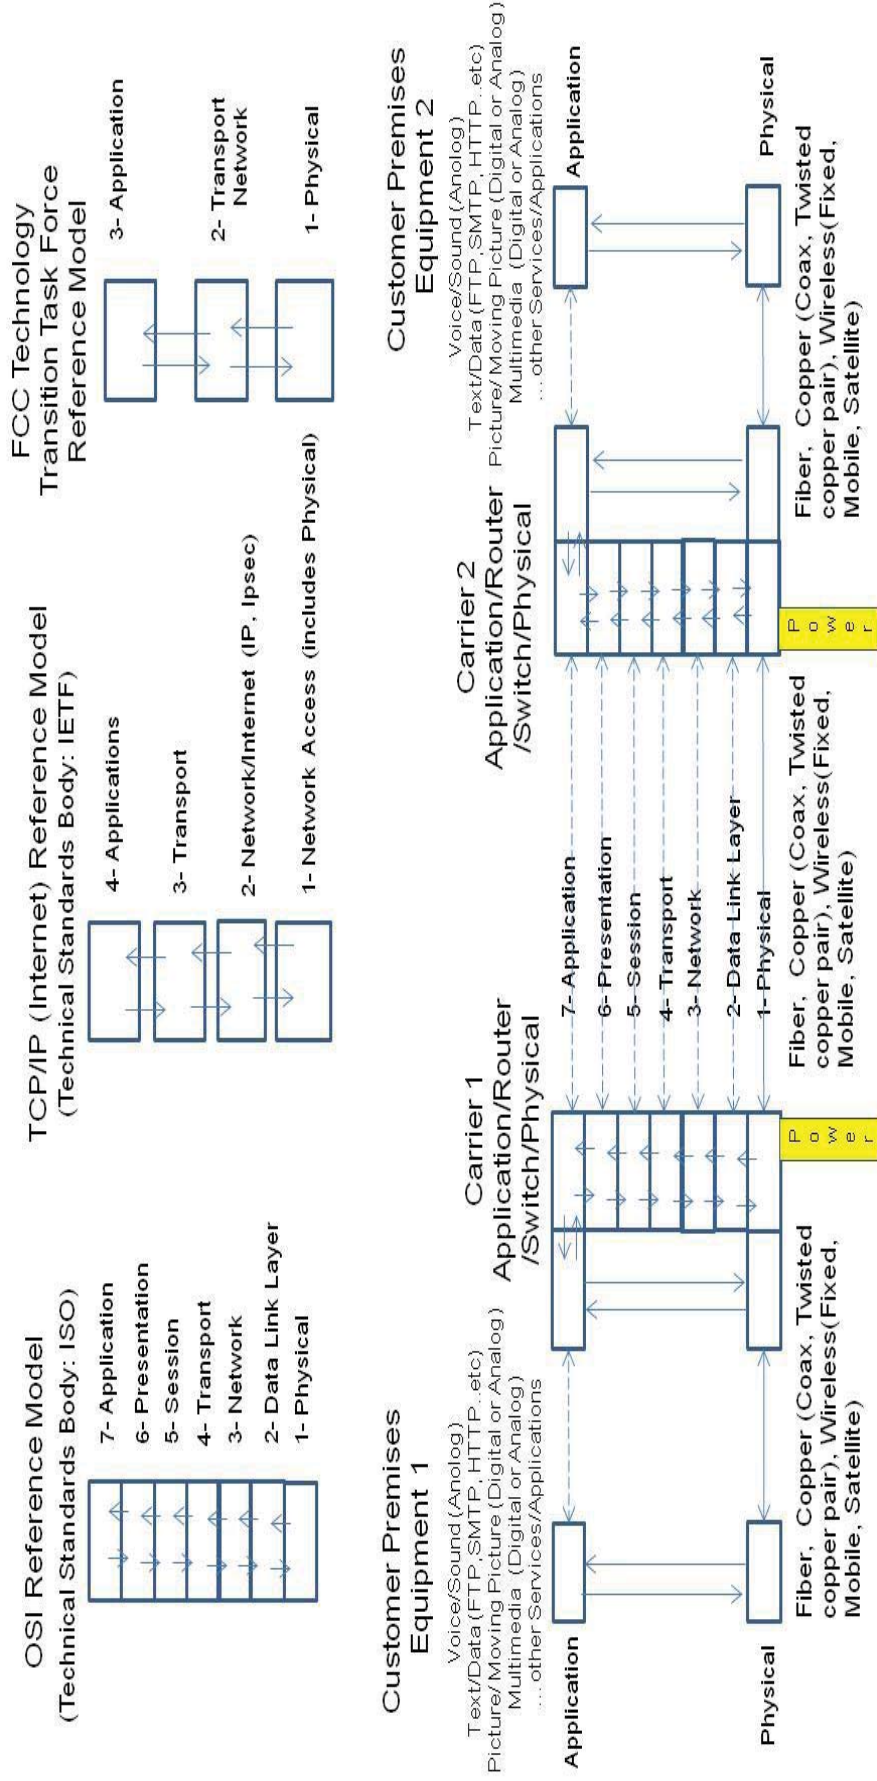 OSI Reference Model
(Technical Standards Body: ISO)
7- Application
6- Presentation
5- Session
4- Transport
3- Network
2- Data Link Layer
1- Physical
TCP/IP (Internet) Reference Model
(Technical Standards Body: IETF)
4- Applications
3- Transport
2- Network/Internet (IP, Ipsec)
1- Network Access (includes Physical)
FCC Technology
Transition Task Force
Reference Model
3- Application
2- Transport
Network
1- Physical
Customer Premises
Equipment 1
Voice/Sound (Anolog)
Text/Data (FTP,SMTP, HTTP..etc)
Picture/ Moving Picture (Digital or Analog)
Multimedia (Digital or Analog)
... other Services/Applications
Application
Physical
Fiber, Copper (Coax, Twisted
copper pair), Wireless(Fixed,
Mobile, Satellite)
Carrier 1
Application/Router
/Switch/Physical
P
o
w
e
r
7- Application
6- Presentation
5- Session
4- Transport
3- Network
2- Data Link Layer
1- Physical
Fiber, Copper (Coax, Twisted
copper pair), Wireless(Fixed,
Mobile, Satellite)
Carrier 2
Application/Router
/Switch/Physical
P
o
w
e
r
Customer Premises
Equipment 2
Voice/Sound (Anolog)
Text/Data (FTP,SMTP, HTTP..etc)
Picture/ Moving Picture (Digital or Analog)
Multimedia (Digital or Analog)
... other Services/Applications
Application
Physical
Fiber, Copper (Coax, Twisted
copper pair), Wireless(Fixed,
Mobile, Satellite)